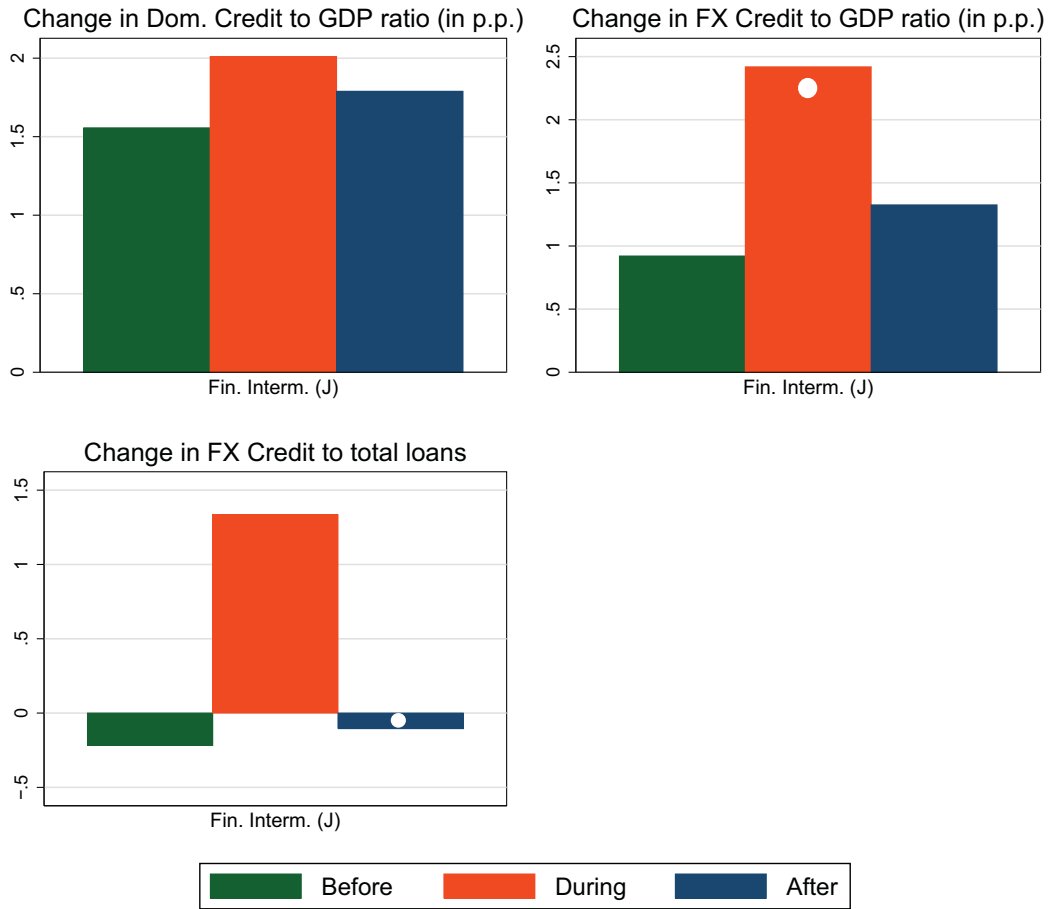 Change in Dom. Credit to GDP ratio (in p.p.)
2
1.5
1
.5
0
Fin. Interm. (J)
Change in FX Credit to GDP ratio (in p.p.)
2.5
2
1.5
1
.5
0
Fin. Interm. (J)
Change in FX Credit to total loans
1.5
1
.5
0
-.5
Fin. Interm. (J)
Before During After